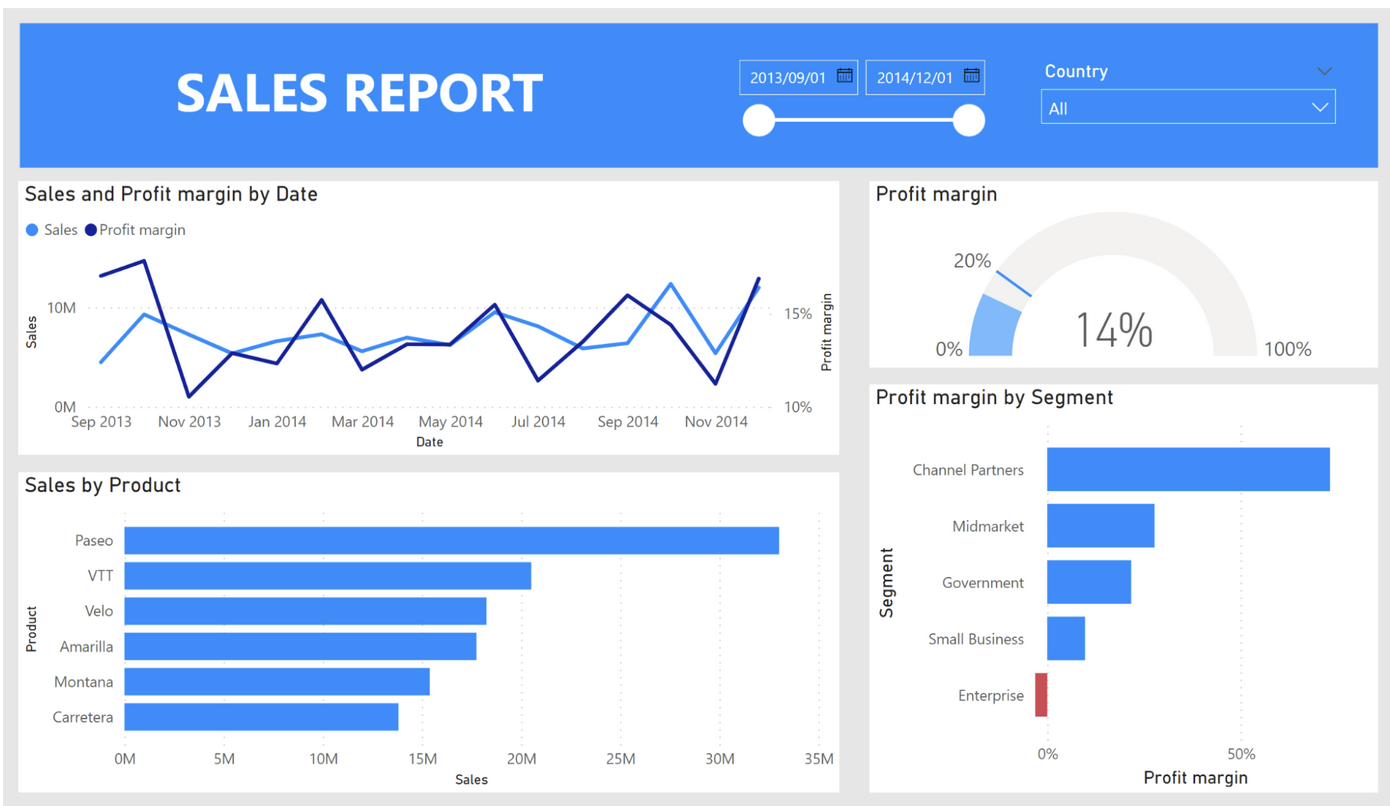 SALES REPORT
2013/09/01 2014/12/01
Country
All
Sales and Profit margin by Date
Sales Profit margin
Sales
10M
0M
15%
10%
Profit margin
Sep 2013 Nov 2013 Jan 2014 Mar 2014 May 2014 Jul 2014 Sep 2014 Nov 2014
Date
Profit margin
20%
0%
14%
100%
Sales by Product
Product
Paseo
VTT
Velo
Amarilla
Montana
Carretera
0M 5M 10M 15M 20M 25M 30M 35M
Sales
Profit margin by Segment
Segment
Channel Partners
Midmarket
Government
Small Business
Enterprise
0% 50%
Profit margin